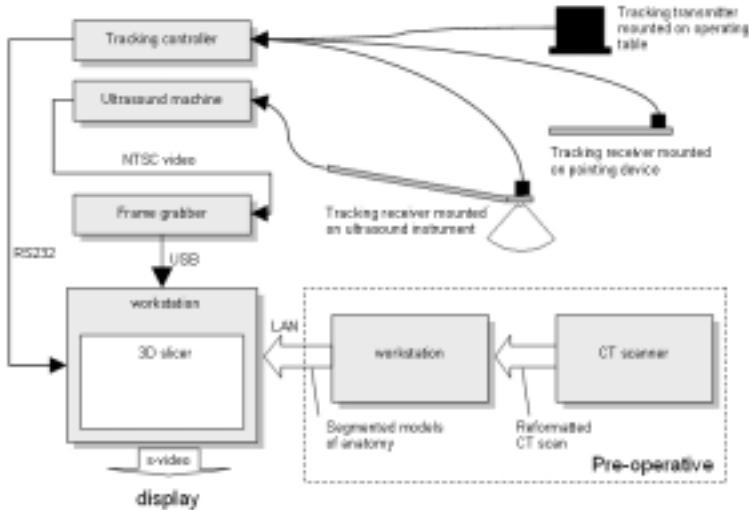 Tracking controller
Tracking transmitter
mounted on operating
table
Ultrasound machine
NTSC video
Tracking receiver mounted
on pointing device
Frame grabber
Tracking receiver mounted
on ultrasound instrument
RS232
USB
workstation
3D slicer
LAN
workstation
CT scanner
Segmented models
of anatomy
Reformatted
CT scan
s-video
Pre-operative
display